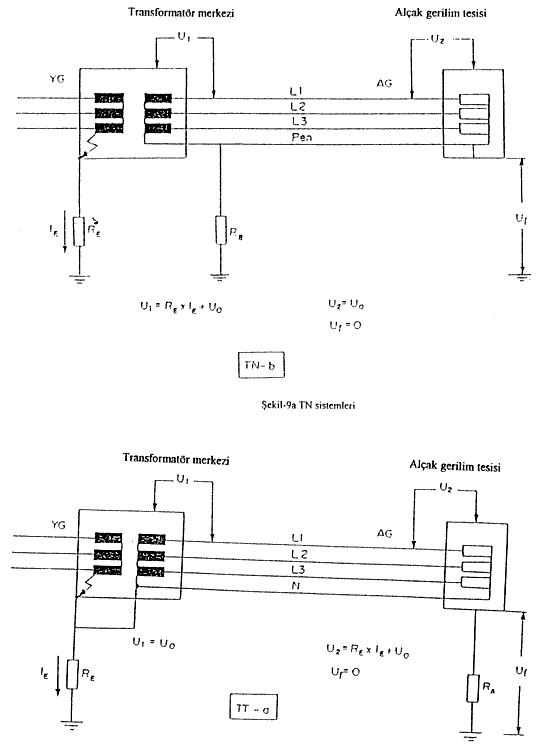 Transformatör merkezi
Alçak gerilim tesisi
U1
U2
YG
L1
AG
L2
L3
Pen
IE
RE
RB
Uf
U1 = RE x IE + U0
U2 = U0
Uf = 0
TN-b
Şekil-9a TN sistemleri
Transformatör merkezi
Alçak gerilim tesisi
U1
U2
YG
L1
AG
L2
L3
N
U1 = U0
U2 = RE x IE + U0
IE
RE
Uf = 0
RA
Uf
TT-a